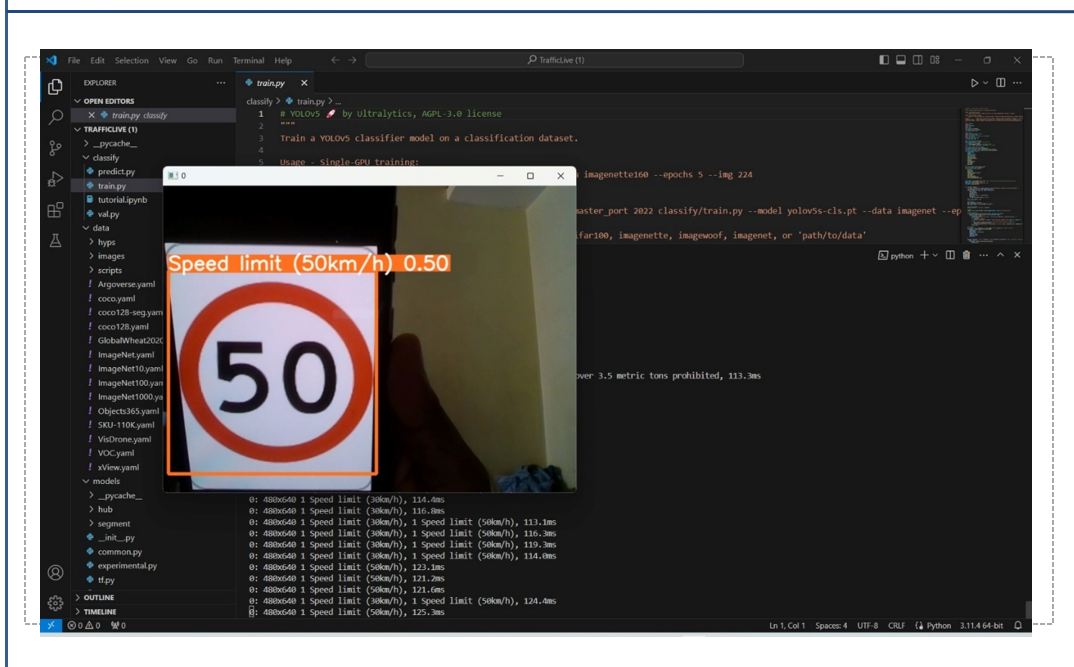 File Edit Selection View Go Run Terminal Help
TrafficLive (1)
EXPLORER
OPEN EDITORS
train.py classify
TRAFFICLIVE (1)
__pycache__
classify
predict.py
train.py
tutorial.ipynb
val.py
data
hyps
images
scripts
Argoverse.yaml
coco.yaml
coco128-seg.yam
coco128.yaml
GlobalWheat2020
ImageNet.yaml
ImageNet10.yaml
ImageNet100.yan
ImageNet1000.ya
Objects365.yaml
SKU-110K.yaml
VisDrone.yaml
VOC.yaml
xView.yaml
models
__pycache__
hub
segment
__init__.py
common.py
experimental.py
tf.py
OUTLINE
TIMELINE
train.py
classify > train.py > ...
1 # YOLOv5 🚀 by Ultralytics, AGPL-3.0 license
2 """
3 Train a YOLOv5 classifier model on a classification dataset.
4
5 Usage - Single-GPU training:
imagenette160 --epochs 5 --img 224
master_port 2022 classify/train.py --model yolov5s-cls.pt --data imagenet --ep
ifar100, imagenette, imagewoof, imagenet, or 'path/to/data'
python
0
Speed limit (50km/h) 0.50
50
over 3.5 metric tons prohibited, 113.3ms
0: 480x640 1 Speed limit (30km/h), 114.4ms
0: 480x640 1 Speed limit (30km/h), 116.8ms
0: 480x640 1 Speed limit (30km/h), 1 Speed limit (50km/h), 113.1ms
0: 480x640 1 Speed limit (30km/h), 1 Speed limit (50km/h), 116.3ms
0: 480x640 1 Speed limit (30km/h), 1 Speed limit (50km/h), 119.3ms
0: 480x640 1 Speed limit (30km/h), 1 Speed limit (50km/h), 114.0ms
0: 480x640 1 Speed limit (50km/h), 123.1ms
0: 480x640 1 Speed limit (50km/h), 121.2ms
0: 480x640 1 Speed limit (50km/h), 121.6ms
0: 480x640 1 Speed limit (30km/h), 1 Speed limit (50km/h), 124.4ms
0: 480x640 1 Speed limit (50km/h), 125.3ms
0 0 0 Ln 1, Col 1 Spaces: 4 UTF-8 CRLF Python 3.11.4 64-bit